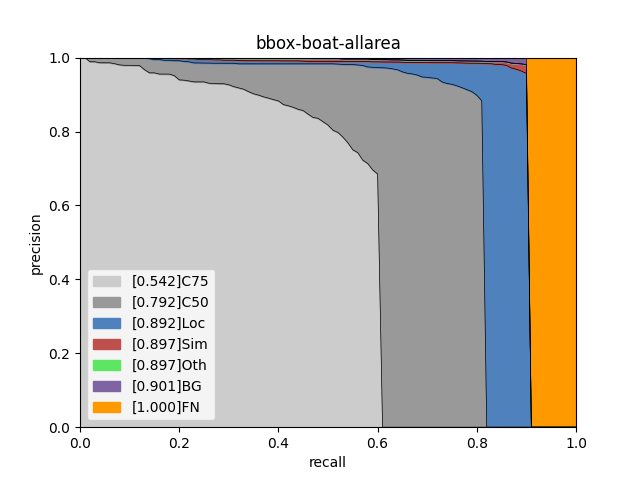 bbox-boat-allarea
1.0
0.8
0.6
0.4
0.2
0.0
precision
[0.542]C75
[0.792]C50
[0.892]Loc
[0.897]Sim
[0.897]Oth
[0.901]BG
[1.000]FN
0.0 0.2 0.4 0.6 0.8 1.0
recall